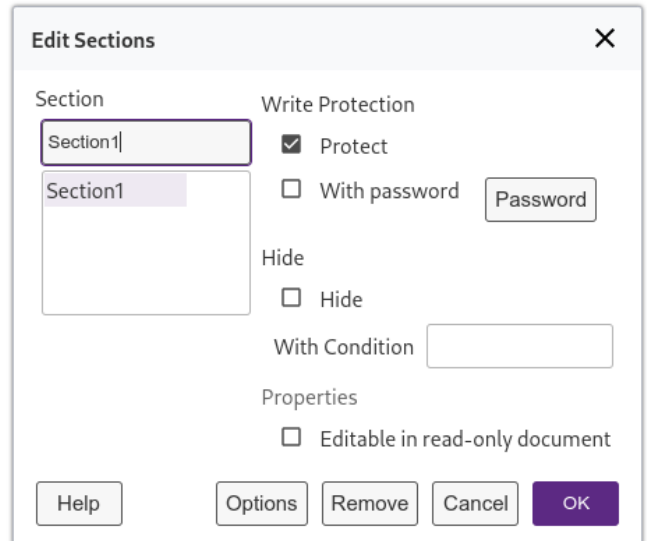 Edit Sections
Section
Section1
Section1
Write Protection
Protect
With password
Password
Hide
Hide
With Condition
Properties
Editable in read-only document
Help
Options
Remove
Cancel
OK